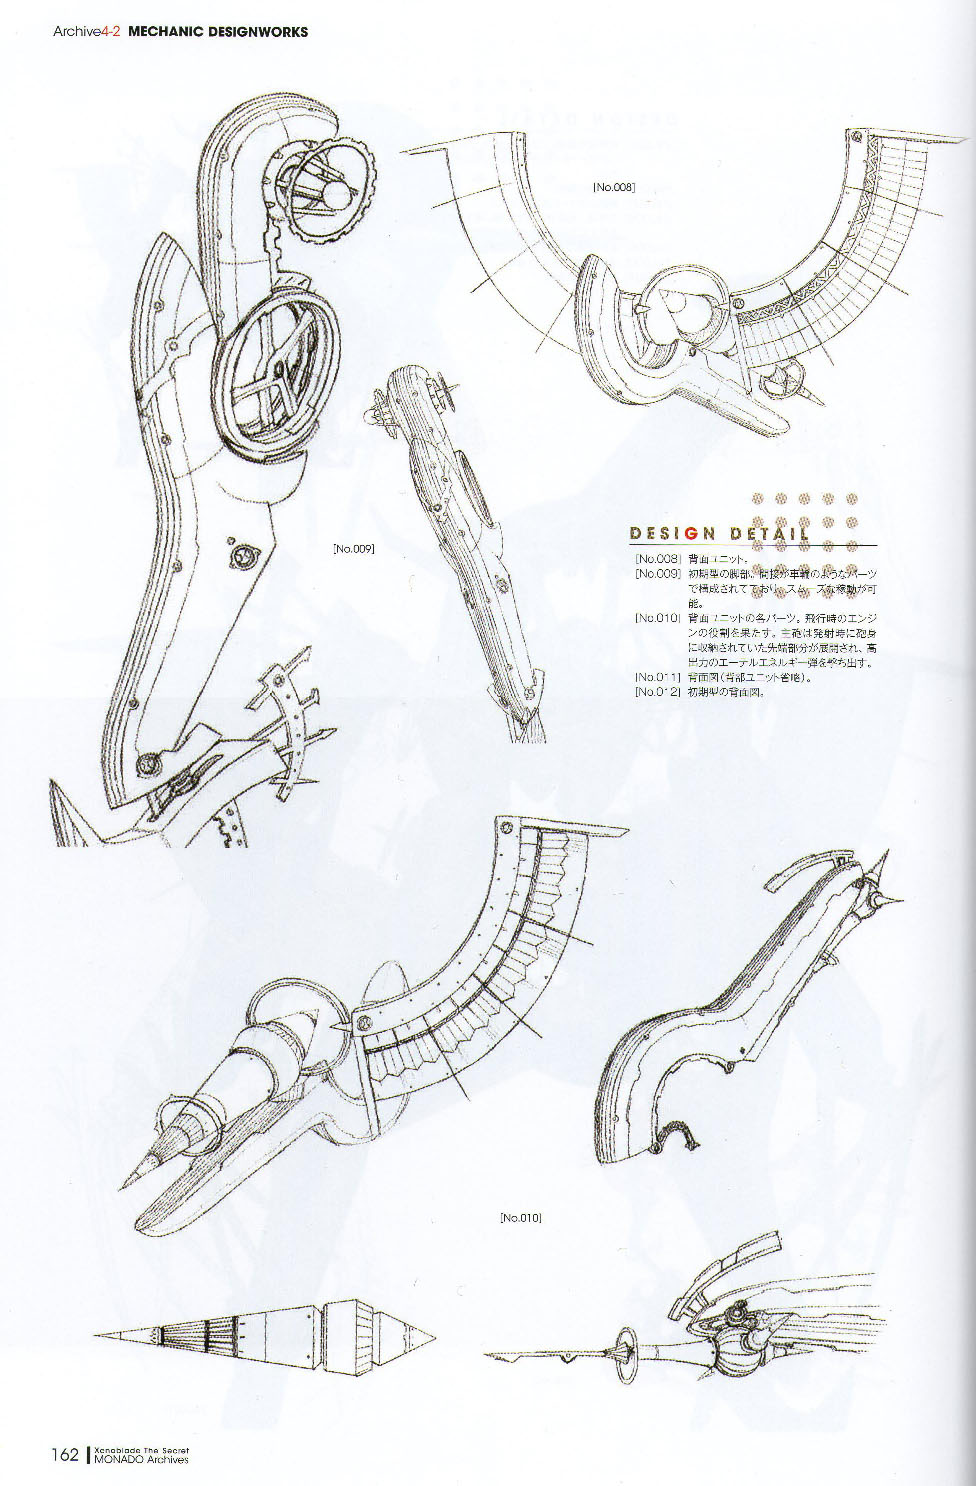 Archive4-2 MECHANIC DESIGNWORKS
[No.008]
[No.009]
DESIGN DETAIL
[No.008] 背面ユニット。
[No.009] 初期型の脚部。間接が車輪のようなパーツ
で構成されてており、スムーズな稼動が可
能。
[No.010] 背面ユニットの各パーツ。飛行時のエンジ
ンの役割を果たす。主砲は発射時に砲身
に収納されていた先端部分が展開され、高
出力のエーテルエネルギー弾を撃ち出す。
[No.011] 背面図(背部ユニット省略)。
[No.012] 初期型の背面図。
[No.010]
162 Xenoblade The Secret
MONADO Archives